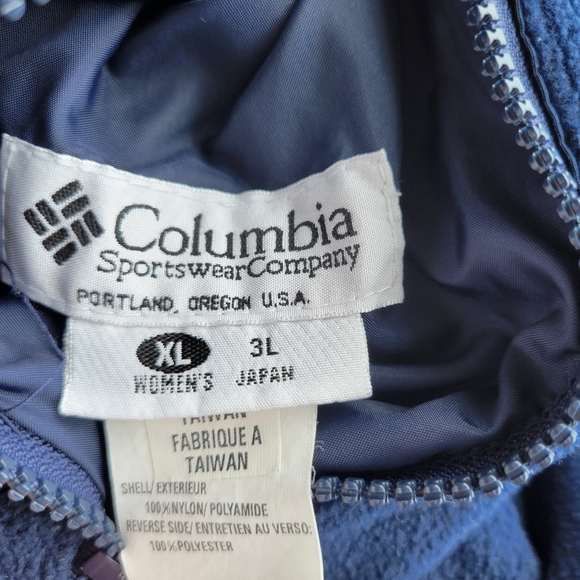 Columbia
SportswearCompany
PORTLAND, OREGON U.S.A.
XL 3L
WOMEN'S JAPAN
TAIWAN
FABRIQUE A
TAIWAN
SHELL/EXTERIEUR
100%NYLON/POLYAMIDE
REVERSE SIDE/ENTRETIEN AU VERSO:
100%POLYESTER